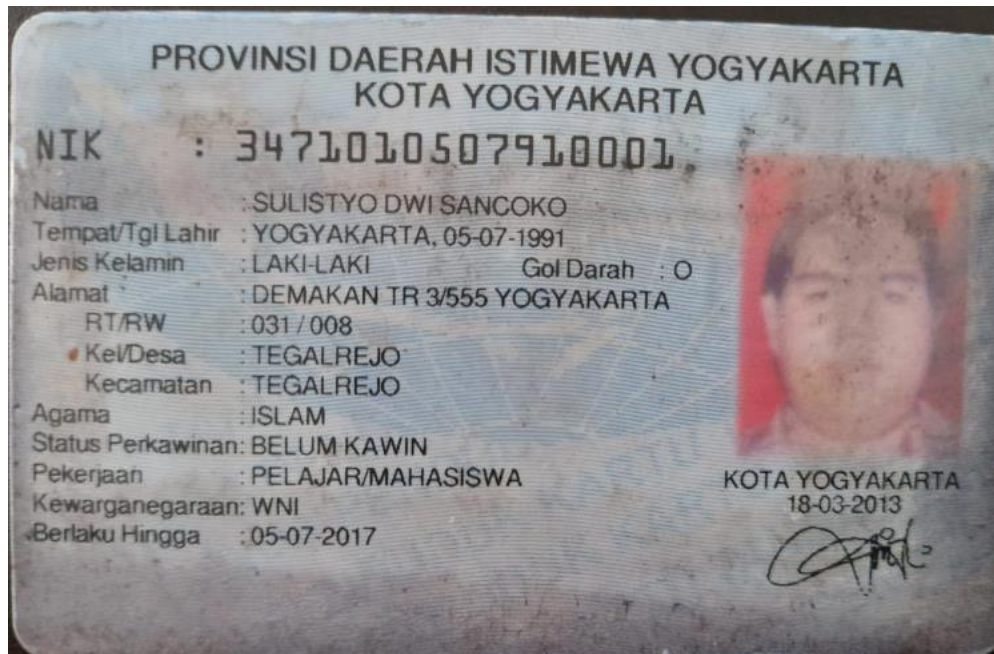 PROVINSI DAERAH ISTIMEWA YOGYAKARTA
KOTA YOGYAKARTA
NIK : 3471010507910001
Nama : SULISTYO DWI SANCOKO
Tempat/Tgl Lahir : YOGYAKARTA, 05-07-1991
Jenis Kelamin : LAKI-LAKI Gol Darah : O
Alamat : DEMAKAN TR 3/555 YOGYAKARTA
RT/RW : 031 / 008
Kel/Desa : TEGALREJO
Kecamatan : TEGALREJO
Agama : ISLAM
Status Perkawinan: BELUM KAWIN
Pekerjaan : PELAJAR/MAHASISWA
Kewarganegaraan: WNI
Berlaku Hingga : 05-07-2017
KOTA YOGYAKARTA
18-03-2013